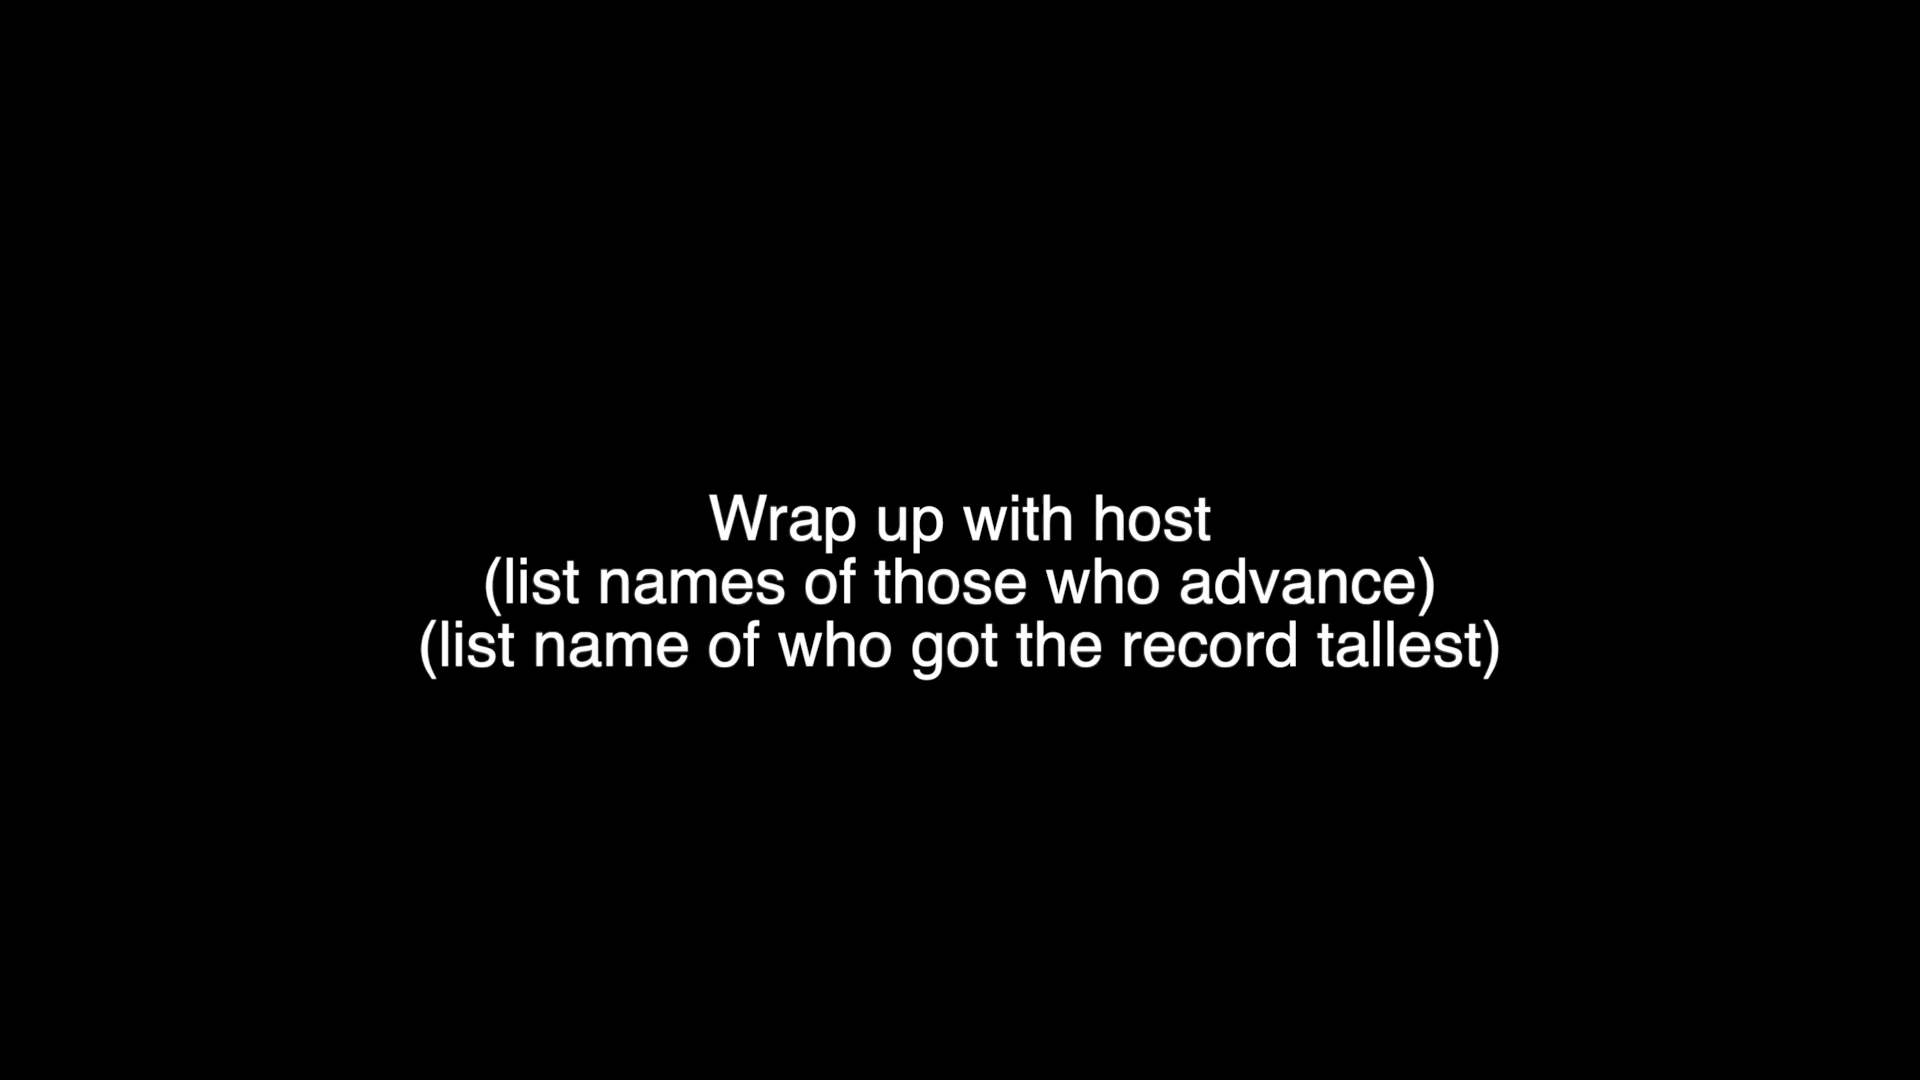 Wrap up with host
(list names of those who advance)
(list name of who got the record tallest)